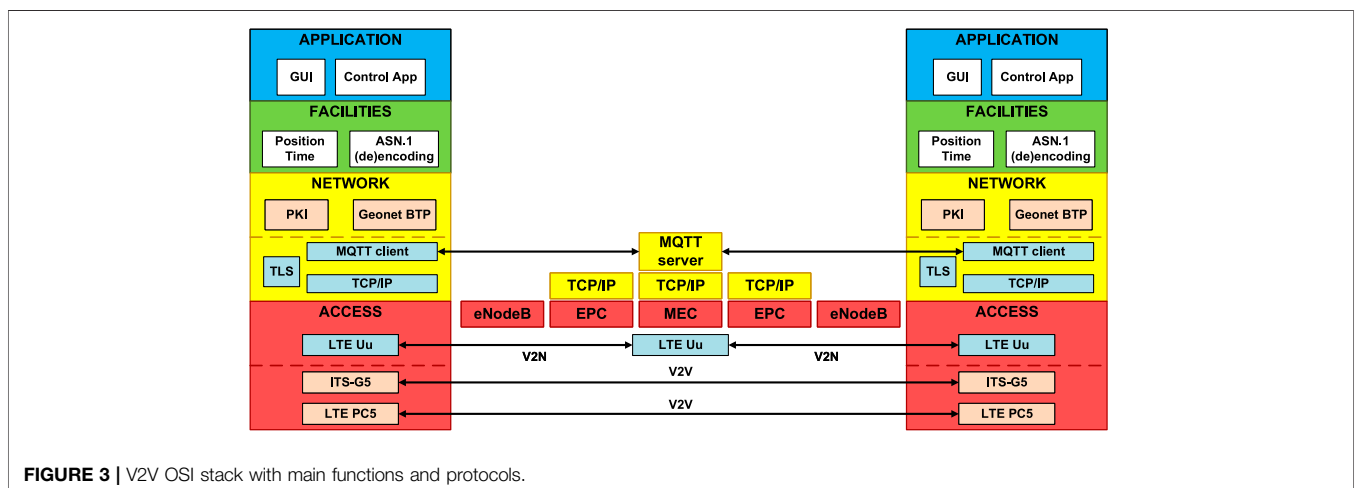 APPLICATION
GUI
Control App
FACILITIES
Position
Time
ASN.1
(de)encoding
NETWORK
PKI
Geonet BTP
MQTT client
TLS
TCP/IP
ACCESS
LTE Uu
ITS-G5
LTE PC5
MQTT
server
TCP/IP
TCP/IP
TCP/IP
eNodeB
EPC
MEC
EPC
eNodeB
LTE Uu
V2N
V2N
V2V
V2V
APPLICATION
GUI
Control App
FACILITIES
Position
Time
ASN.1
(de)encoding
NETWORK
PKI
Geonet BTP
MQTT client
TLS
TCP/IP
ACCESS
LTE Uu
ITS-G5
LTE PC5
FIGURE 3 | V2V OSI stack with main functions and protocols.